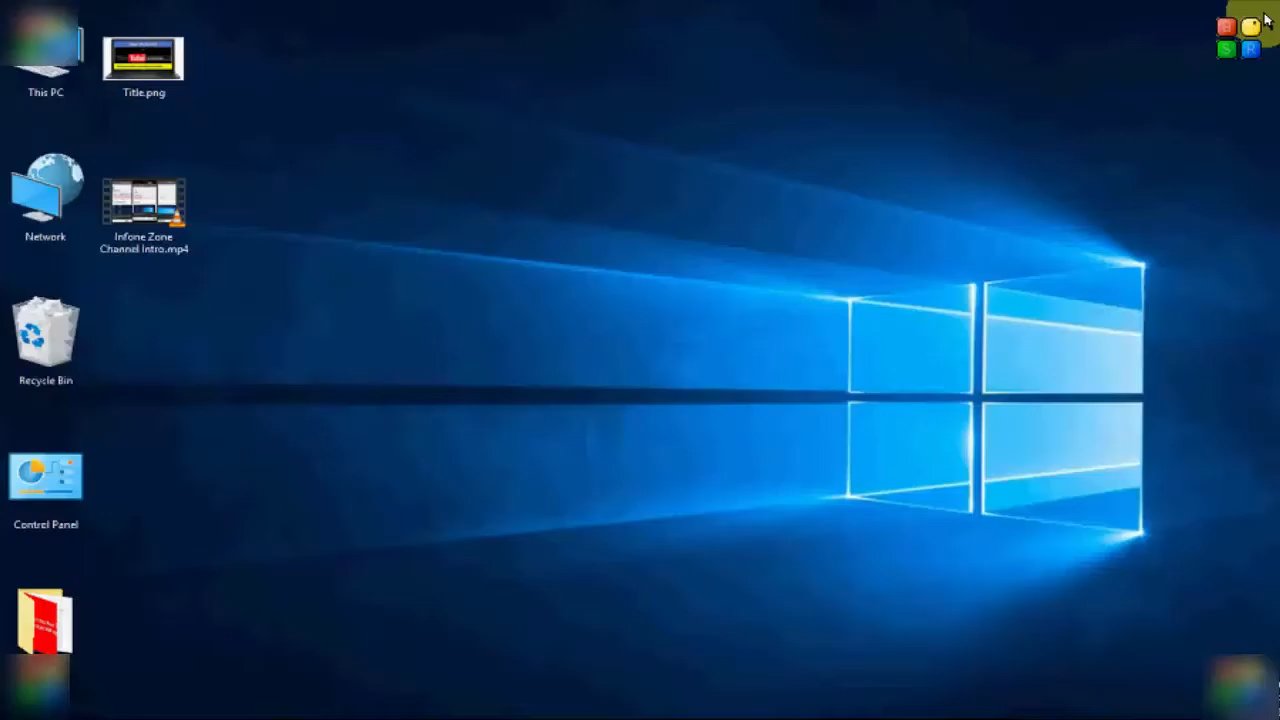 This PC
Title.png
Network
Infone Zone
Channel Intro.mp4
Recycle Bin
Control Panel
B
S R